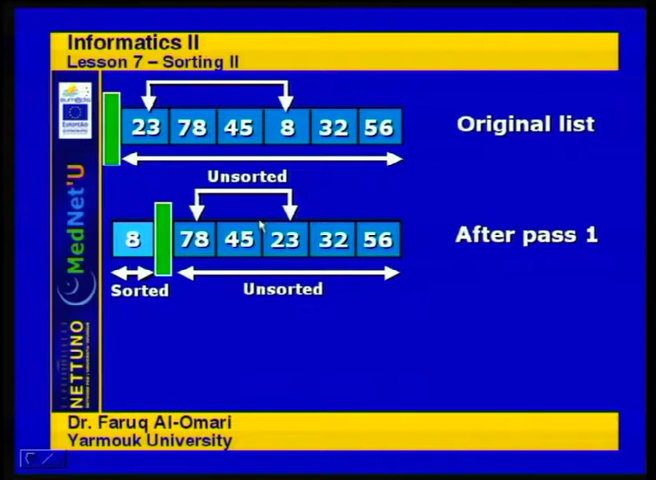 Informatics II
Lesson 7 – Sorting II
23 78 45 8 32 56
Original list
Unsorted
8 78 45 23 32 56
After pass 1
Sorted
Unsorted
MedNet'U
NETTUNO
Dr. Faruq Al-Omari
Yarmouk University